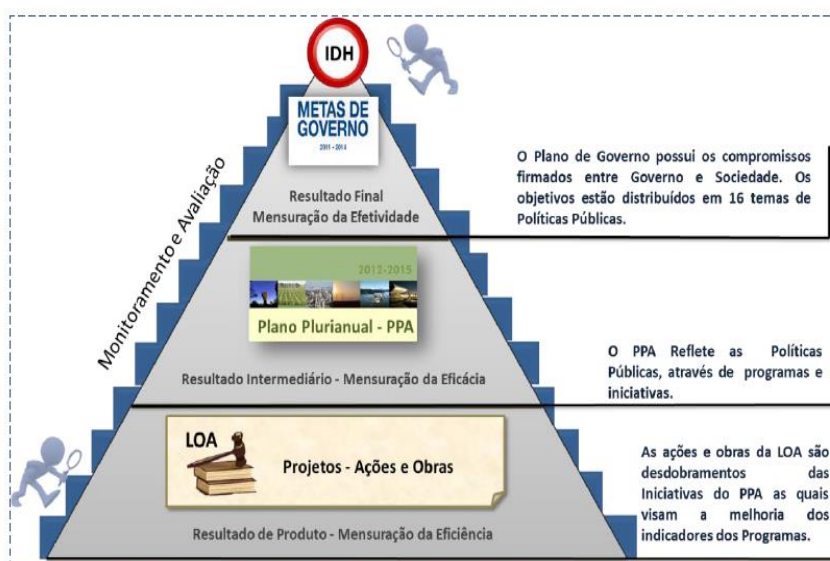 IDH
METAS DE
GOVERNO
2011 - 2014
Resultado Final
Mensuração da Efetividade
O Plano de Governo possui os compromissos
firmados entre Governo e Sociedade. Os
objetivos estão distribuídos em 16 temas de
Políticas Públicas.
Monitoramento e Avaliação
2012-2015
Plano Plurianual - PPA
Resultado Intermediário - Mensuração da Eficácia
O PPA Reflete as Políticas
Públicas, através de programas e
iniciativas.
LOA
Projetos - Ações e Obras
Resultado de Produto - Mensuração da Eficiência
As ações e obras da LOA são
desdobramentos das
Iniciativas do PPA as quais
visam a melhoria dos
indicadores dos Programas.